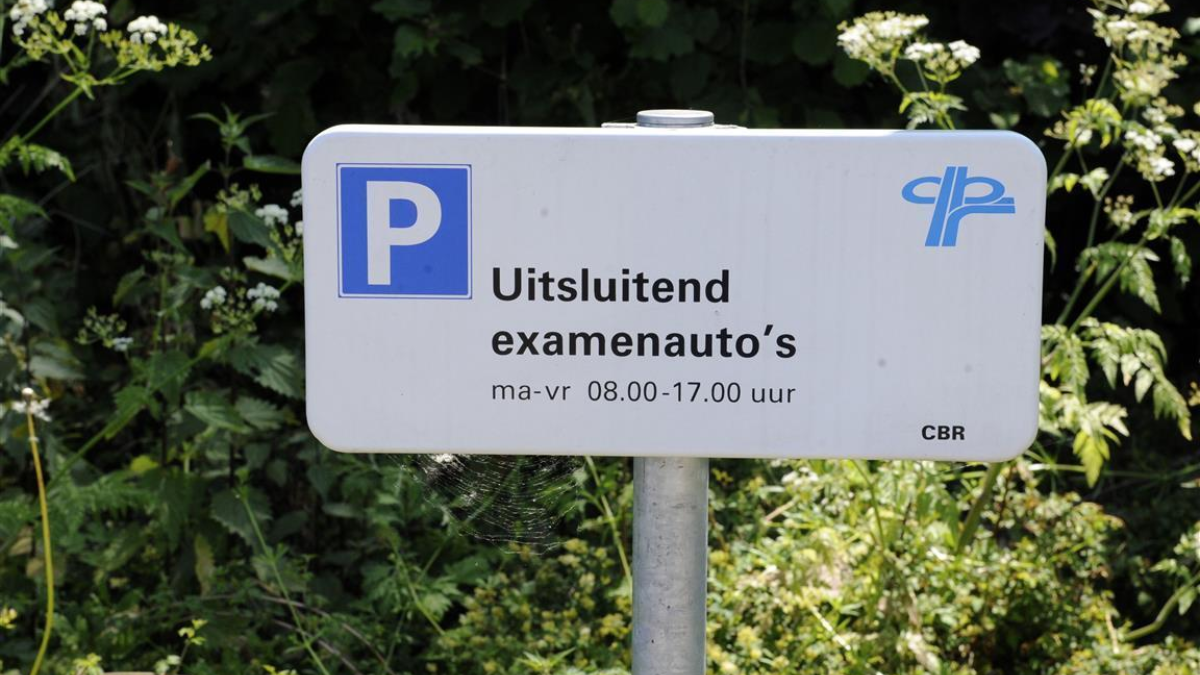 P
Uitsluitend
examenauto's
ma-vr 08.00-17.00 uur
CBR